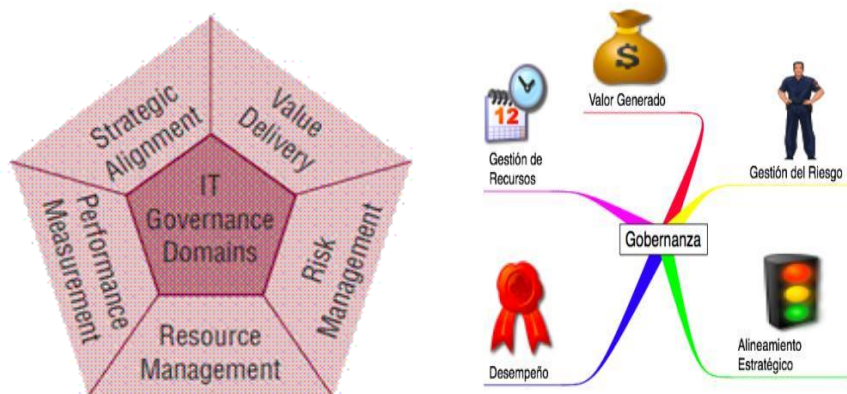 Strategic
Alignment
Value
Delivery
IT
Governance
Domains
Performance
Measurement
Risk
Management
Resource
Management
$
Valor Generado
12
Gestión de
Recursos
Gestión del Riesgo
Gobernanza
Desempeño
Alineamiento
Estratégico